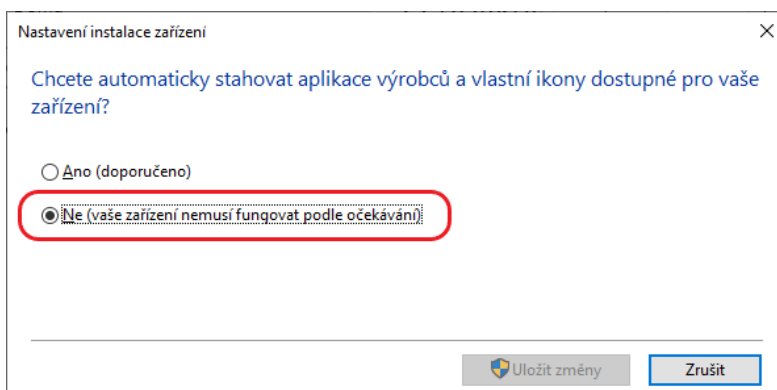 Nastavení instalace zařízení
Chcete automaticky stahovat aplikace výrobců a vlastní ikony dostupné pro vaše
zařízení?
Ano (doporučeno)
Ne (vaše zařízení nemusí fungovat podle očekávání)
Uložit změny
Zrušit